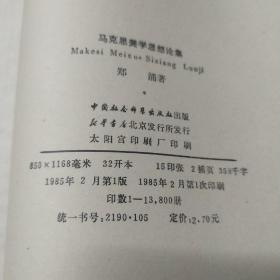 马克思美学思想论集
Makesi Meixue Sixiang Lunji
郑 涌著
中国社会科学出版社出版
新华书店北京发行所发行
太阳宫印刷厂印刷
850×1168毫米 32开本 15印张 2插页 358千字
1985年2月第1版 1985年2月第1次印刷
印数1—13,800册
统一书号:2190·105 定价:2.70元